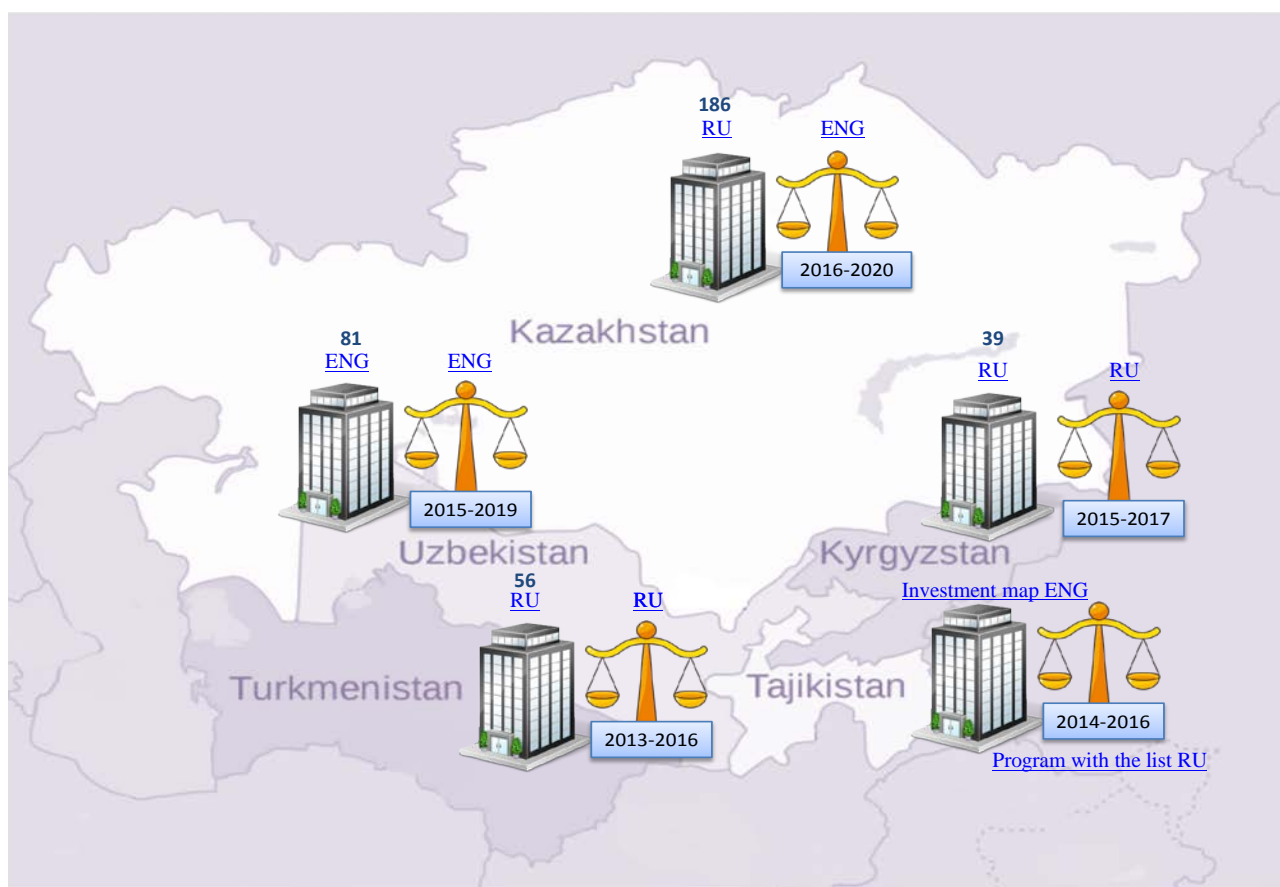 186
RU
ENG
2016-2020
Kazakhstan
81
ENG
ENG
2015-2019
39
RU
RU
2015-2017
Uzbekistan
Kyrgyzstan
56
RU
RU
2013-2016
Turkmenistan
Investment map ENG
Tajikistan
2014-2016
Program with the list RU